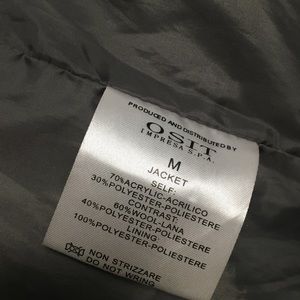 PRODUCED AND DISTRIBUTED BY
OSIT
IMPRESA S.P.A.
M
JACKET
SELF:
70%ACRYLIC-ACRILICO
30%POLYESTER-POLIESTERE
CONTRAST:
60%WOOL LANA
40%POLYESTER-POLIESTERE
LINING:
100%POLYESTER-POLIESTERE
NON STRIZZARE
DO NOT WRING